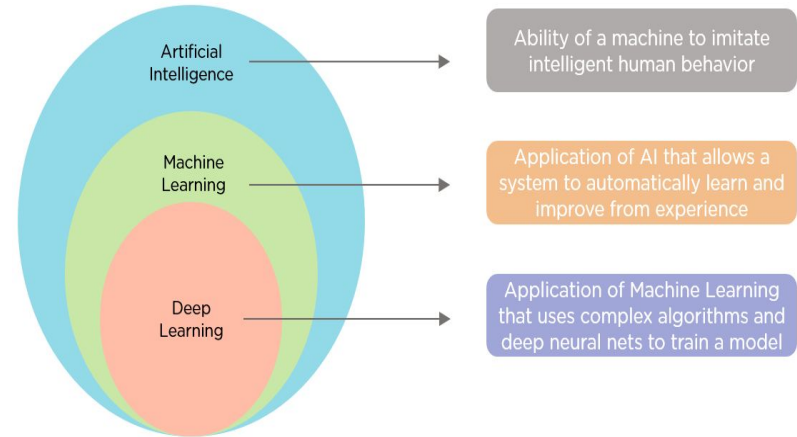 Artificial
Intelligence
Ability of a machine to imitate
intelligent human behavior
Machine
Learning
Application of AI that allows a
system to automatically learn and
improve from experience
Deep
Learning
Application of Machine Learning
that uses complex algorithms and
deep neural nets to train a model